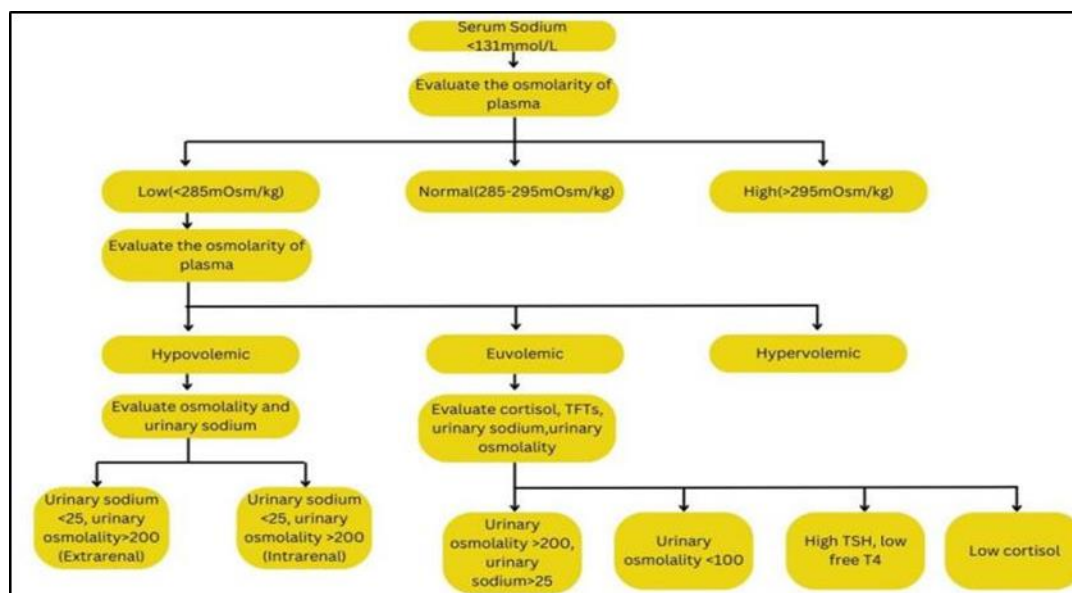 Serum Sodium
<131mmol/L
Evaluate the osmolarity of
plasma
Low(<285mOsm/kg)
Normal(285-295mOsm/kg)
High(>295mOsm/kg)
Evaluate the osmolarity of
plasma
Hypovolemic
Euvolemic
Hypervolemic
Evaluate osmolality and
urinary sodium
Evaluate cortisol, TFTs,
urinary sodium,urinary
osmolality
Urinary sodium
<25, urinary
osmolality>200
(Extrarenal)
Urinary sodium
<25, urinary
osmolality >200
(Intrarenal)
Urinary
osmolality >200,
urinary
sodium>25
Urinary
osmolality <100
High TSH, low
free T4
Low cortisol